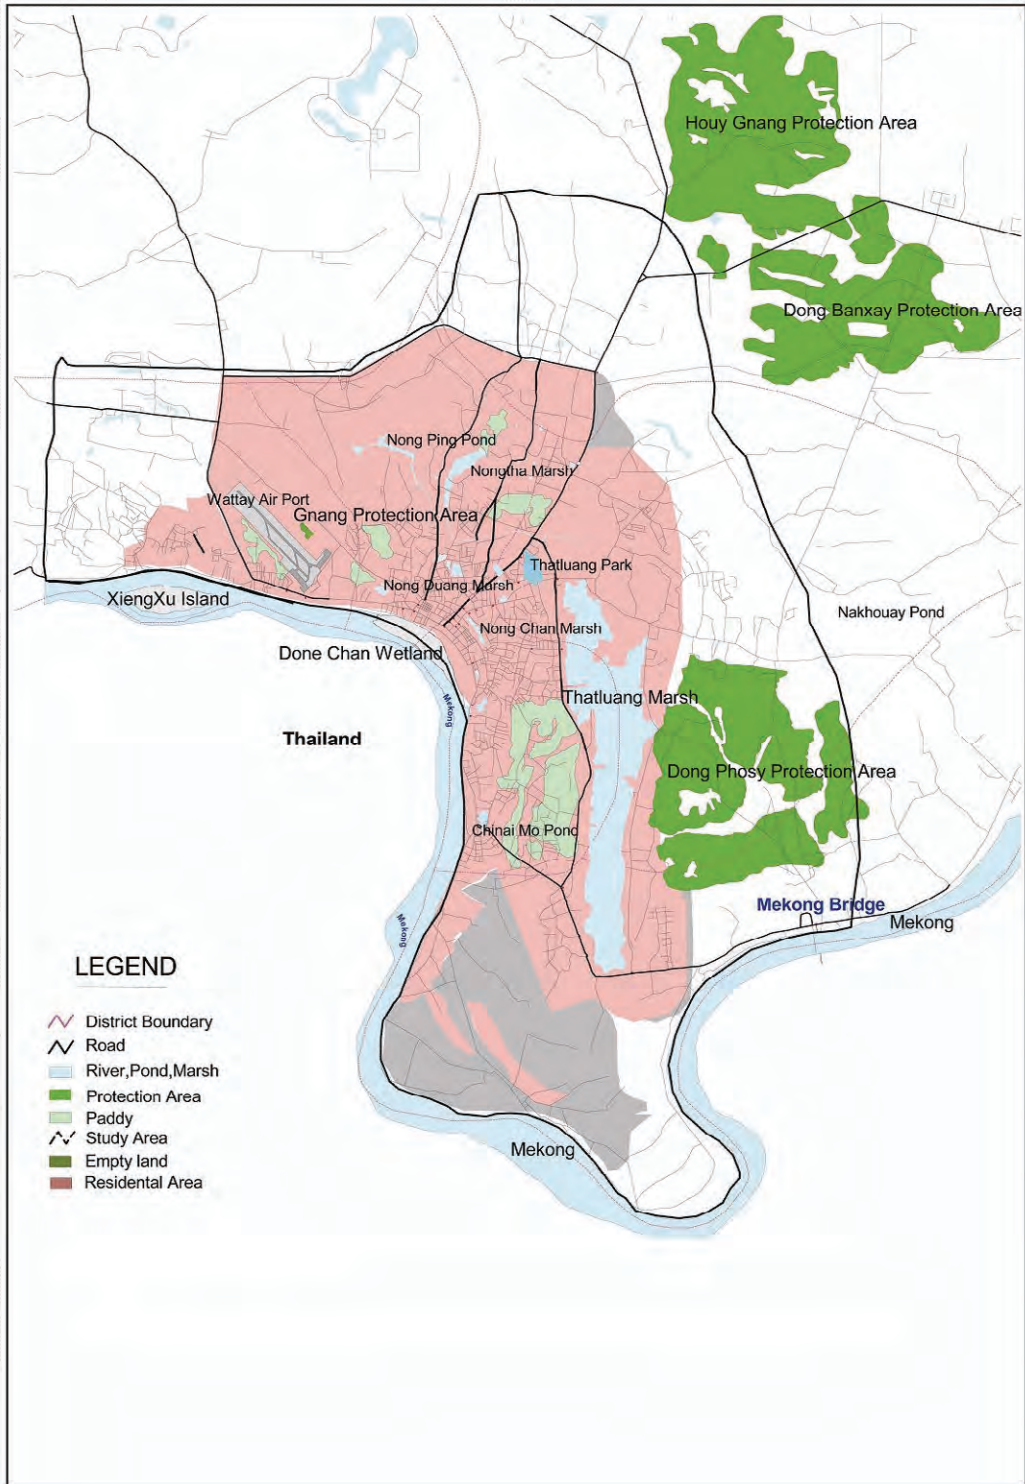 Houy Gnang Protection Area
Dong Banxay Protection Area
Nong Ping Pond
Nongtha Marsh
Wattay Air Port
Gnang Protection Area
Thatluang Park
Nong Duang Marsh
XiengXu Island
Nakhouay Pond
Nong Chan Marsh
Done Chan Wetland
Thatluang Marsh
Mekong
Thailand
Dong Phosy Protection Area
Chinai Mo Pond
Mekong Bridge
Mekong
Mekong
LEGEND
District Boundary
Road
River,Pond,Marsh
Protection Area
Paddy
Study Area
Empty land
Residental Area
Mekong